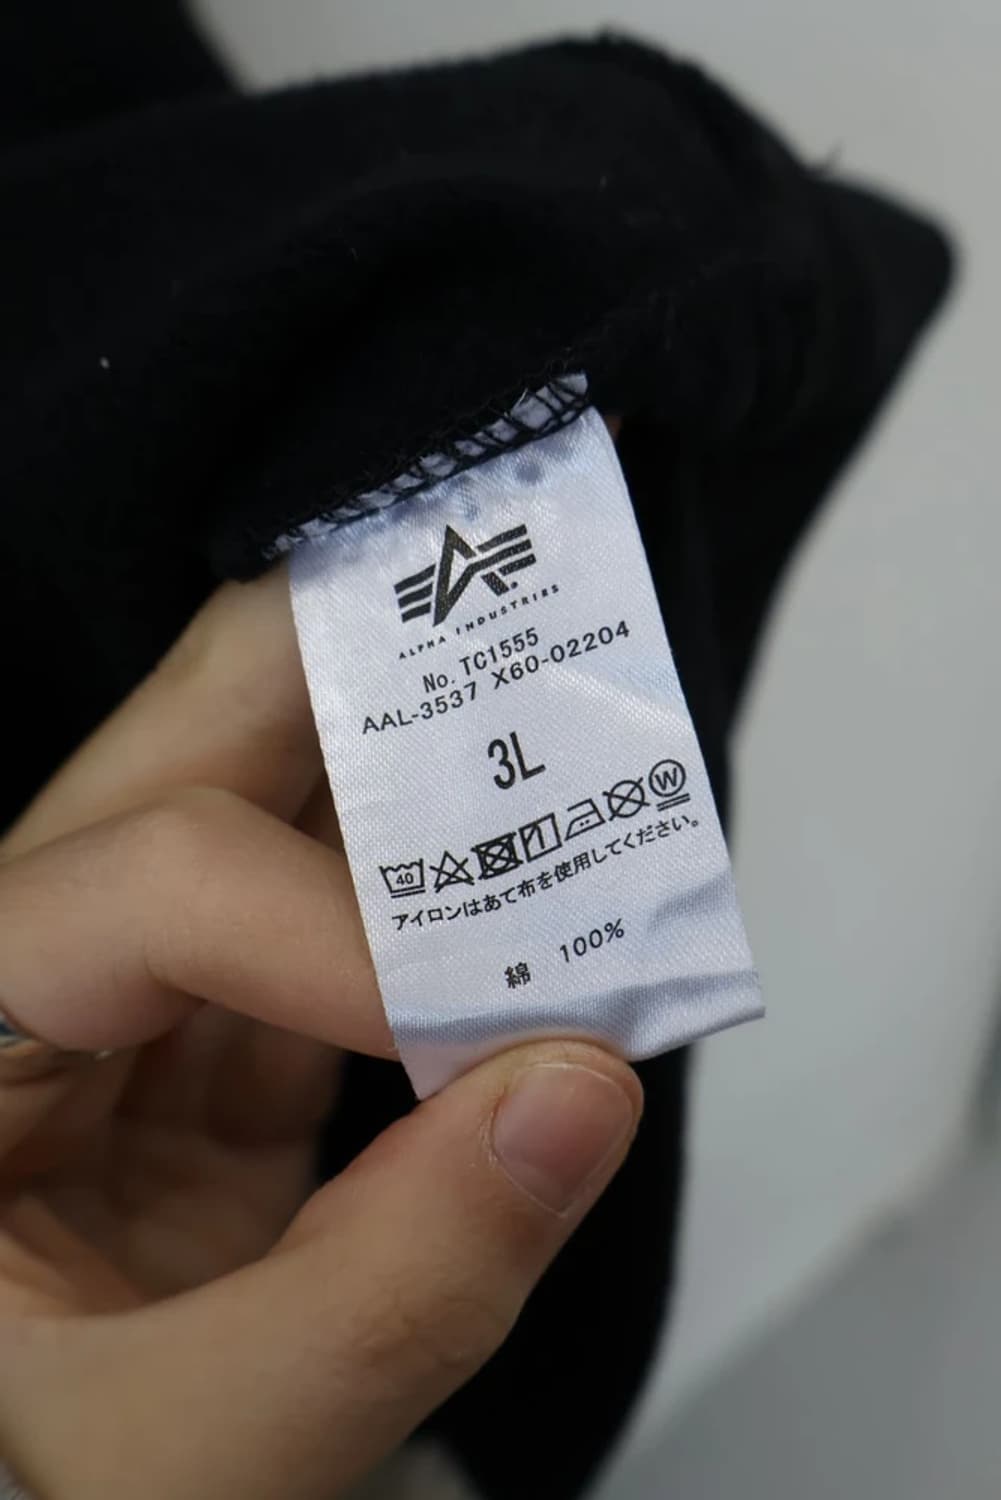 ALPHA INDUSTRIES
No. TC1555
AAL-3537 X60-02204
3L
40 W
アイロンはあて布を使用してください。
綿 100%